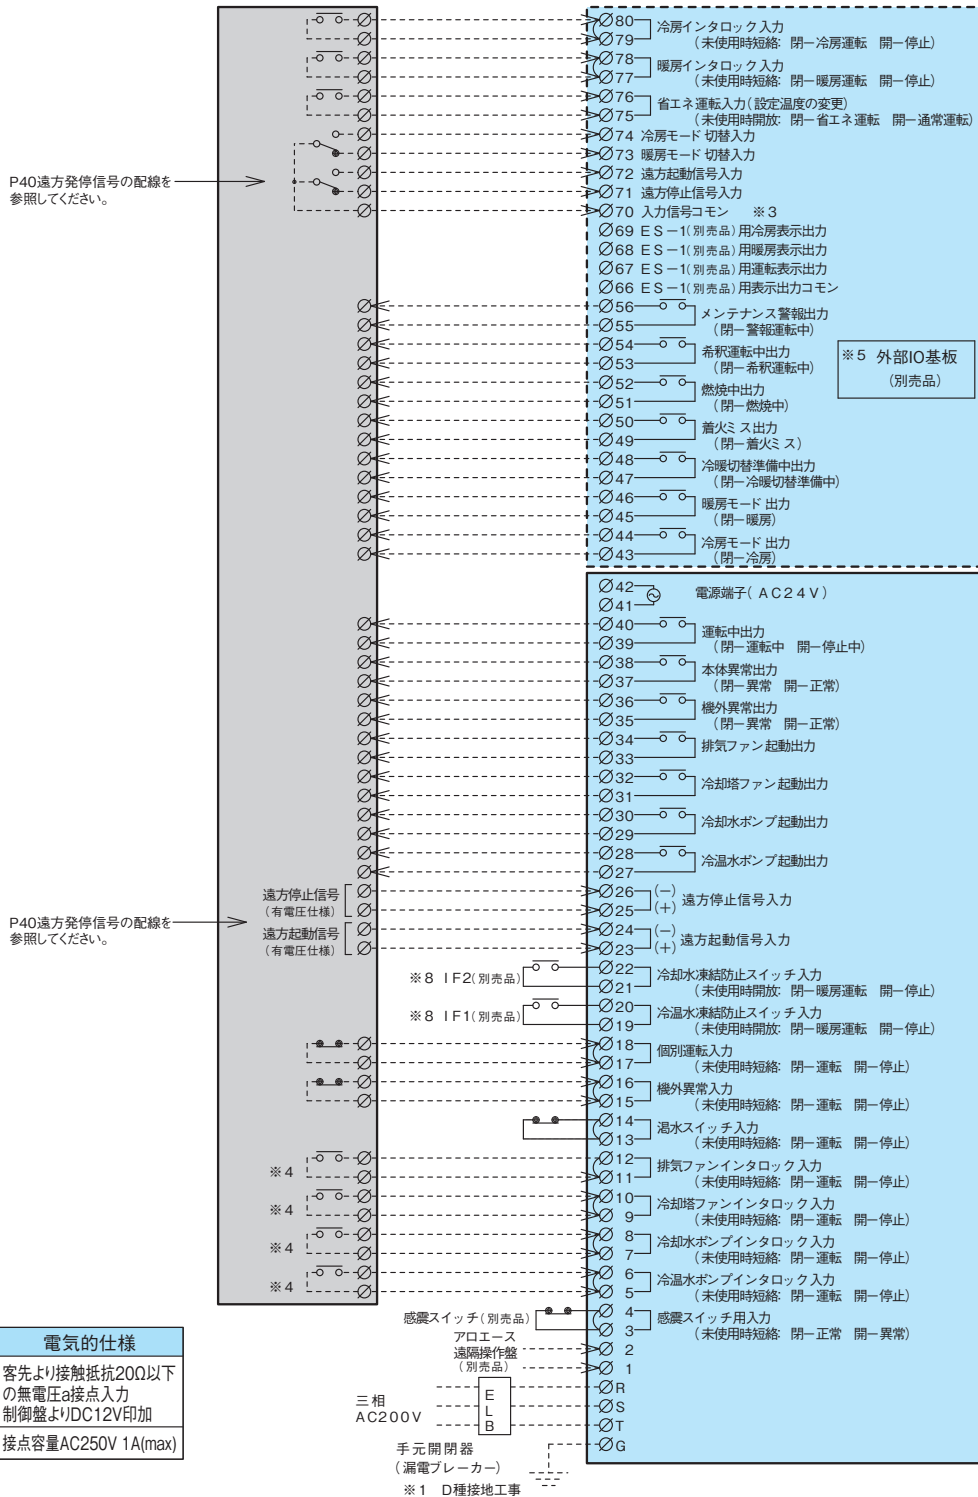 80 冷房インタロック入力
79 (未使用時短絡: 閉ー冷房運転 開ー停止)
78 暖房インタロック入力
77 (未使用時短絡: 閉ー暖房運転 開ー停止)
76 省エネ運転入力(設定温度の変更)
75 (未使用時開放: 閉ー省エネ運転 開ー通常運転)
74 冷房モード切替入力
73 暖房モード切替入力
P40遠方発停信号の配線を
参照してください。
72 遠方起動信号入力
71 遠方停止信号入力
70 入力信号コモン ※3
69 ES-1(別売品)用冷房表示出力
68 ES-1(別売品)用暖房表示出力
67 ES-1(別売品)用運転表示出力
66 ES-1(別売品)用表示出力コモン
56 メンテナンス警報出力
55 (閉ー警報運転中)
54 希釈運転中出力
53 (閉ー希釈運転中)
※5 外部IO基板
(別売品)
52 燃焼中出力
51 (閉ー燃焼中)
50 着火ミス出力
49 (閉ー着火ミス)
48 冷暖切替準備中出力
47 (閉ー冷暖切替準備中)
46 暖房モード出力
45 (閉ー暖房)
44 冷房モード出力
43 (閉ー冷房)
42 電源端子(AC24V)
41
40 運転中出力
39 (閉ー運転中 開ー停止中)
38 本体異常出力
37 (閉ー異常 開ー正常)
36 機外異常出力
35 (閉ー異常 開ー正常)
34 排気ファン起動出力
33
32 冷却塔ファン起動出力
31
30 冷却水ポンプ起動出力
29
28 冷温水ポンプ起動出力
27
遠方停止信号
(有電圧仕様)
26 (ー) 遠方停止信号入力
25 (+)
P40遠方発停信号の配線を
参照してください。
遠方起動信号
(有電圧仕様)
24 (ー) 遠方起動信号入力
23 (+)
※8 IF2(別売品)
22 冷却水凍結防止スイッチ入力
21 (未使用時開放: 閉ー暖房運転 開ー停止)
※8 IF1(別売品)
20 冷温水凍結防止スイッチ入力
19 (未使用時開放: 閉ー暖房運転 開ー停止)
18 個別運転入力
17 (未使用時短絡: 閉ー運転 開ー停止)
16 機外異常入力
15 (未使用時短絡: 閉ー運転 開ー停止)
14 渇水スイッチ入力
13 (未使用時短絡: 閉ー運転 開ー停止)
※4
12 排気ファンインタロック入力
11 (未使用時短絡: 閉ー運転 開ー停止)
※4
10 冷却塔ファンインタロック入力
9 (未使用時短絡: 閉ー運転 開ー停止)
※4
8 冷却水ポンプインタロック入力
7 (未使用時短絡: 閉ー運転 開ー停止)
※4
6 冷温水ポンプインタロック入力
5 (未使用時短絡: 閉ー運転 開ー停止)
感震スイッチ(別売品)
4 感震スイッチ用入力
3 (未使用時短絡: 閉ー正常 開ー異常)
アロエース
遠隔操作盤
(別売品)
2
1
三相
AC200V
E
L
B
R
S
T
G
手元開閉器
(漏電ブレーカー)
※1 D種接地工事
電気的仕様
客先より接触抵抗20Ω以下
の無電圧a接点入力
制御盤よりDC12V印加
接点容量AC250V 1A(max)